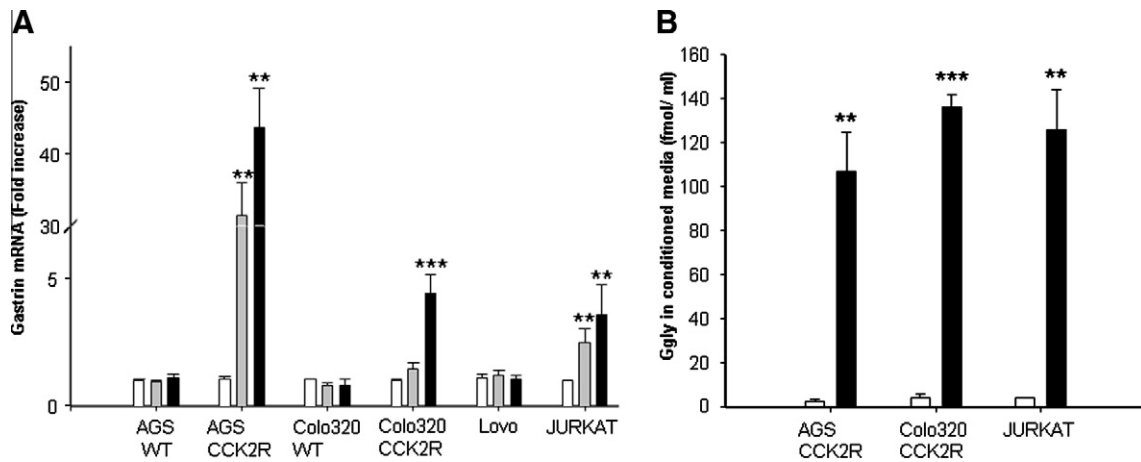 A
Gastrin mRNA (Fold increase)
50
40
30
5
0
**
**
***
**
**
AGS
WT
AGS
CCK2R
Colo320
WT
Colo320
CCK2R
Lovo
JURKAT
B
Ggly in conditioned media (fmol/ ml)
160
140
120
100
80
60
40
20
0
**
***
**
AGS
CCK2R
Colo320
CCK2R
JURKAT